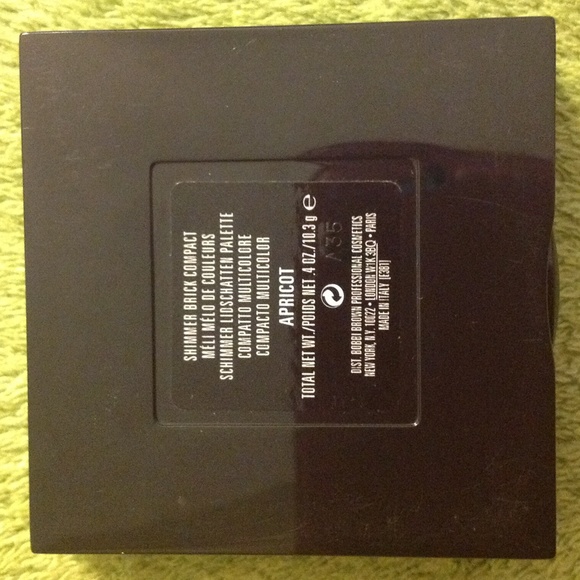 SHIMMER BRICK COMPACT
MÉLI MÉLO DE COULEURS
SCHIMMER LIDSCHATTEN PALETTE
COMPATTO MULTICOLORE
COMPACTO MULTICOLOR
APRICOT
TOTAL NET WT./POIDS NET .4 OZ./10.3 g ℮
A35
DIST. BOBBI BROWN PROFESSIONAL COSMETICS
NEW YORK, N.Y. 10022 • LONDON W1K 3BQ • PARIS
MADE IN ITALY [E381]